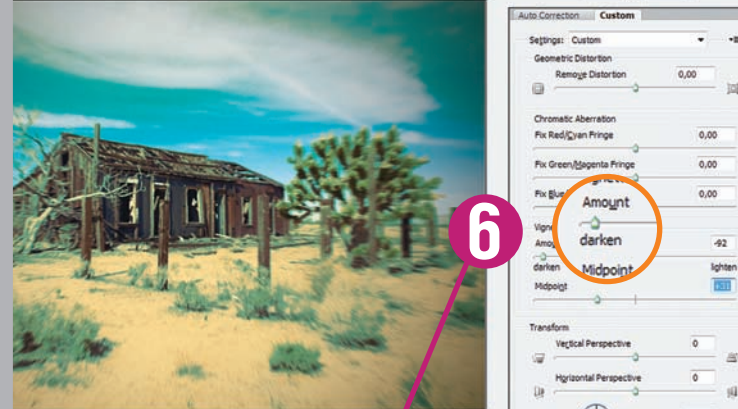 Auto Correction Custom
Settings: Custom
Geometric Distortion
Remove Distortion 0,00
Chromatic Aberration
Fix Red/Cyan Fringe 0,00
Fix Green/Magenta Fringe 0,00
Fix Blue/ 0,00
Amount
6
-92
darken
darken Midpoint lighten
Midpoint +31
Transform
Vertical Perspective 0
Horizontal Perspective 0